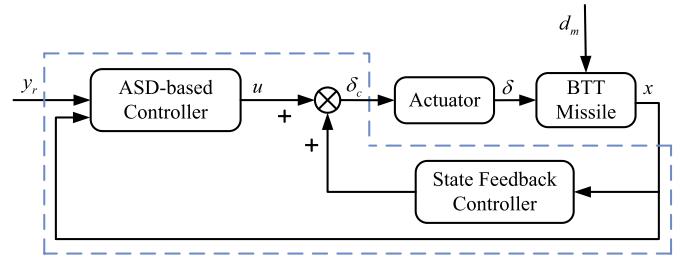 d_m
y_r
ASD-based
Controller
u
+
δ_c
Actuator
δ
BTT
Missile
x
+
State Feedback
Controller